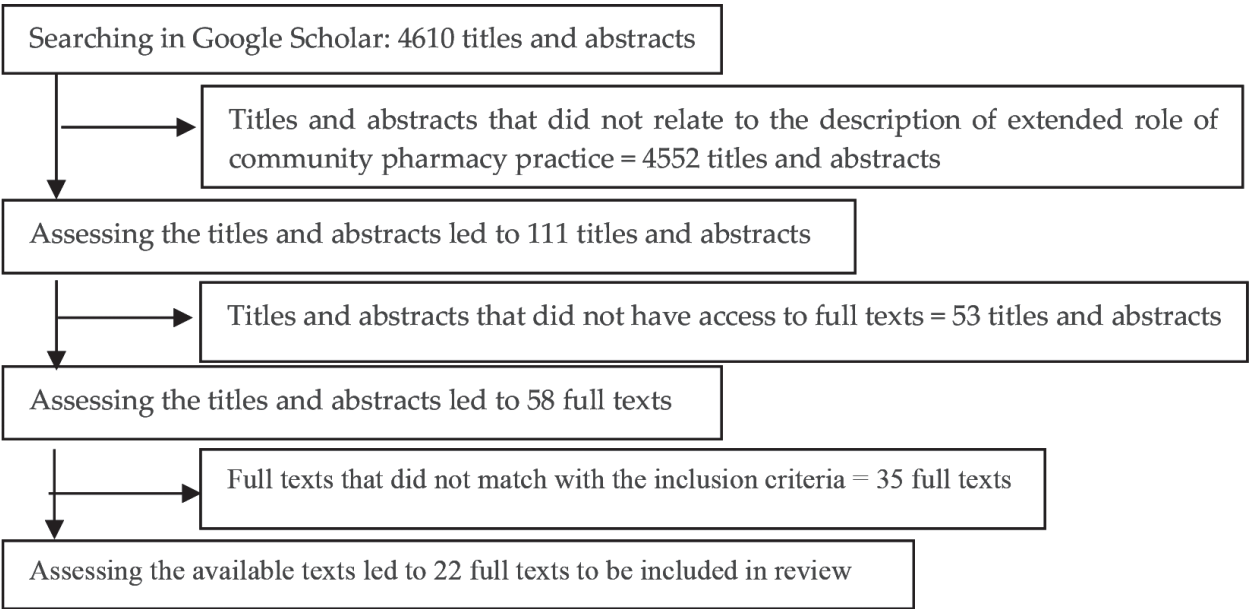 Searching in Google Scholar: 4610 titles and abstracts
Titles and abstracts that did not relate to the description of extended role of
community pharmacy practice = 4552 titles and abstracts
Assessing the titles and abstracts led to 111 titles and abstracts
Titles and abstracts that did not have access to full texts = 53 titles and abstracts
Assessing the titles and abstracts led to 58 full texts
Full texts that did not match with the inclusion criteria = 35 full texts
Assessing the available texts led to 22 full texts to be included in review